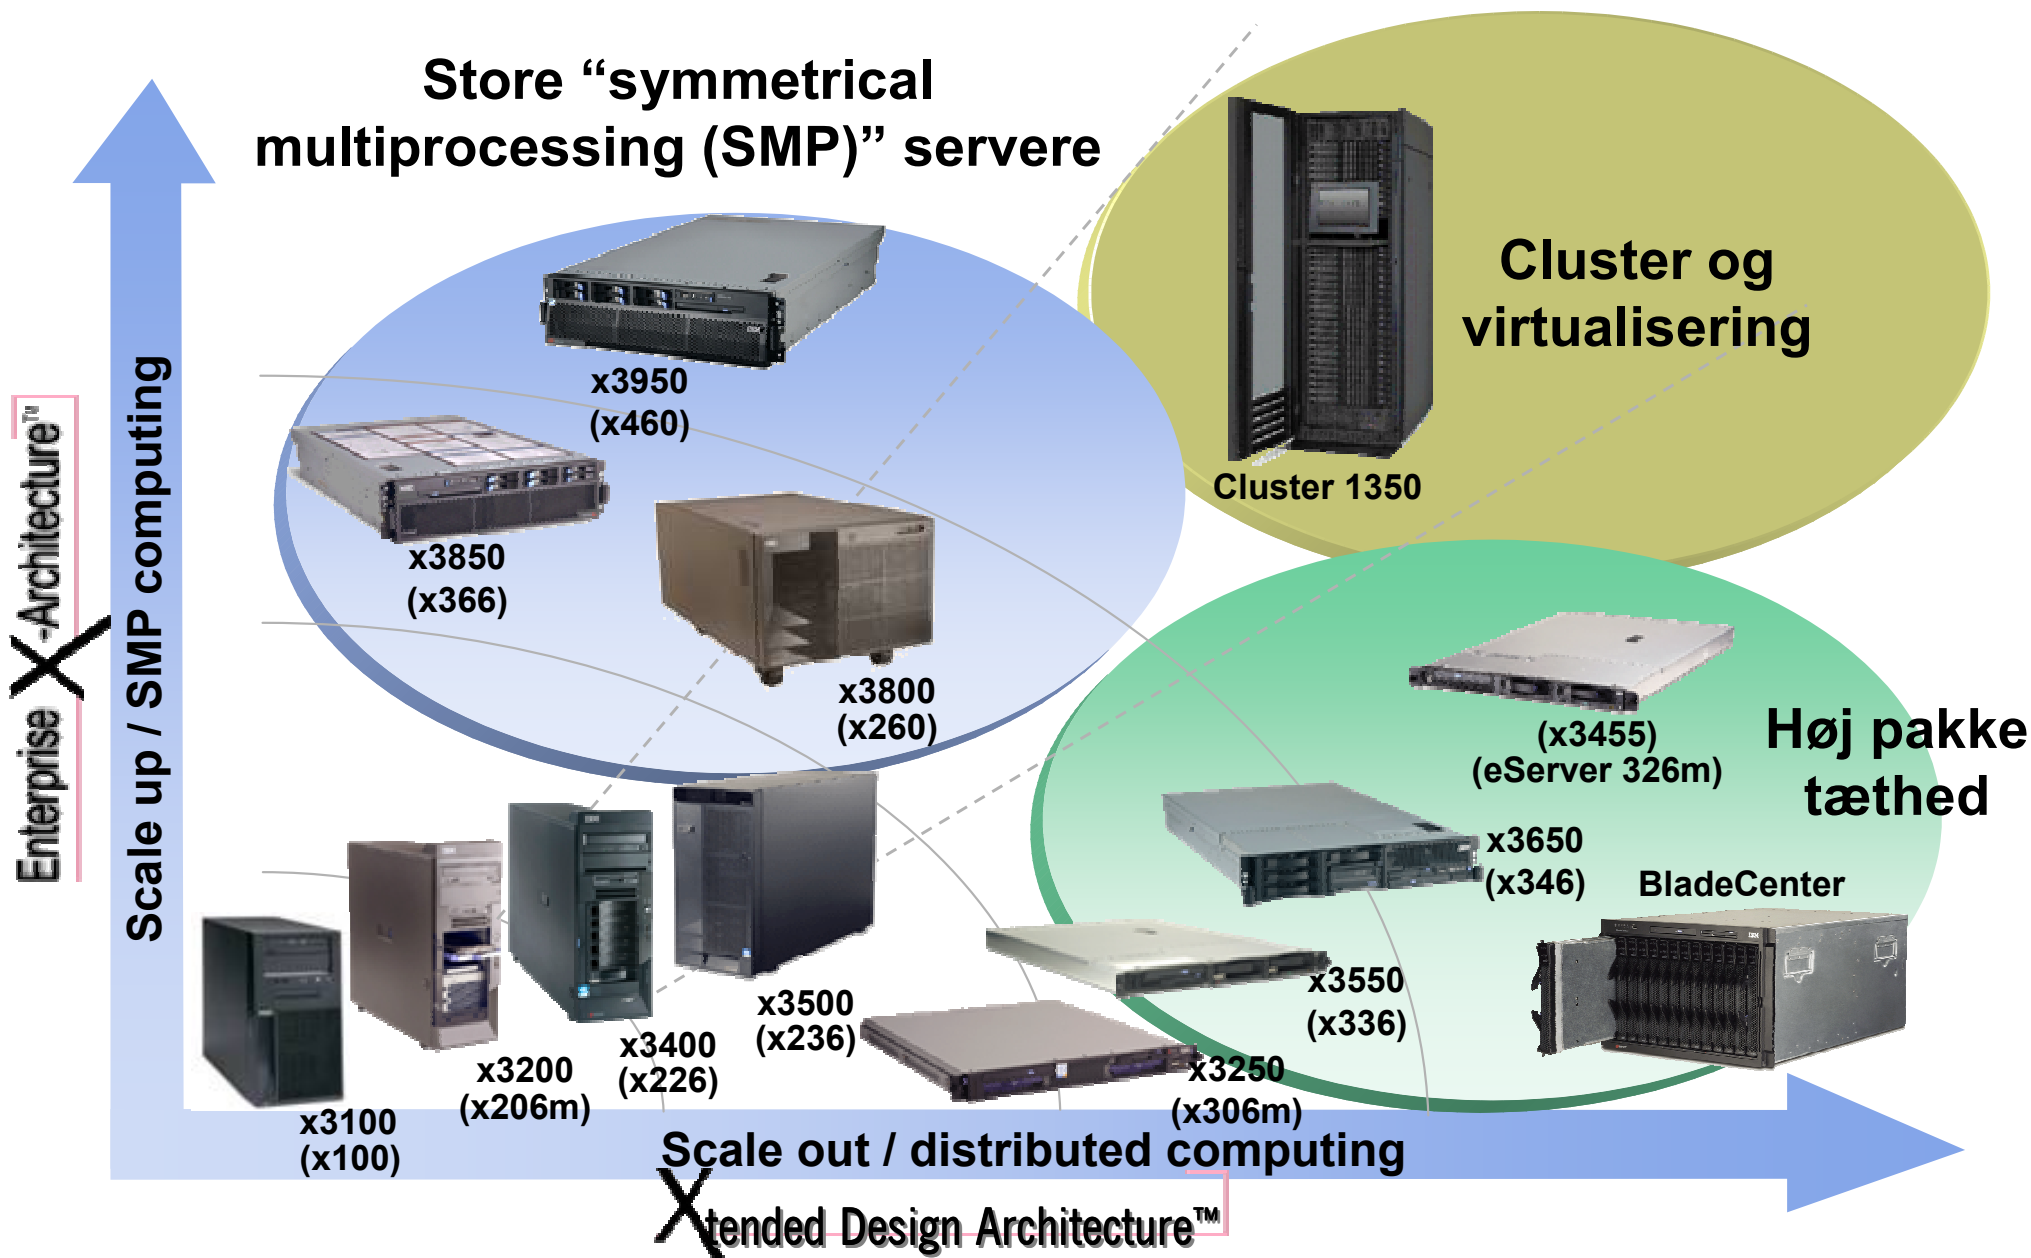 Store “symmetrical
multiprocessing (SMP)” servere
Cluster og
virtualisering
Cluster 1350
x3950
(x460)
x3850
(x366)
x3800
(x260)
Høj pakke
tæthed
(x3455)
(eServer 326m)
x3650
(x346)
BladeCenter
x3550
(x336)
x3250
(x306m)
x3500
(x236)
x3400
(x226)
x3200
(x206m)
x3100
(x100)
Enterprise X-Architecture™
Scale up / SMP computing
Scale out / distributed computing
Xtended Design Architecture™